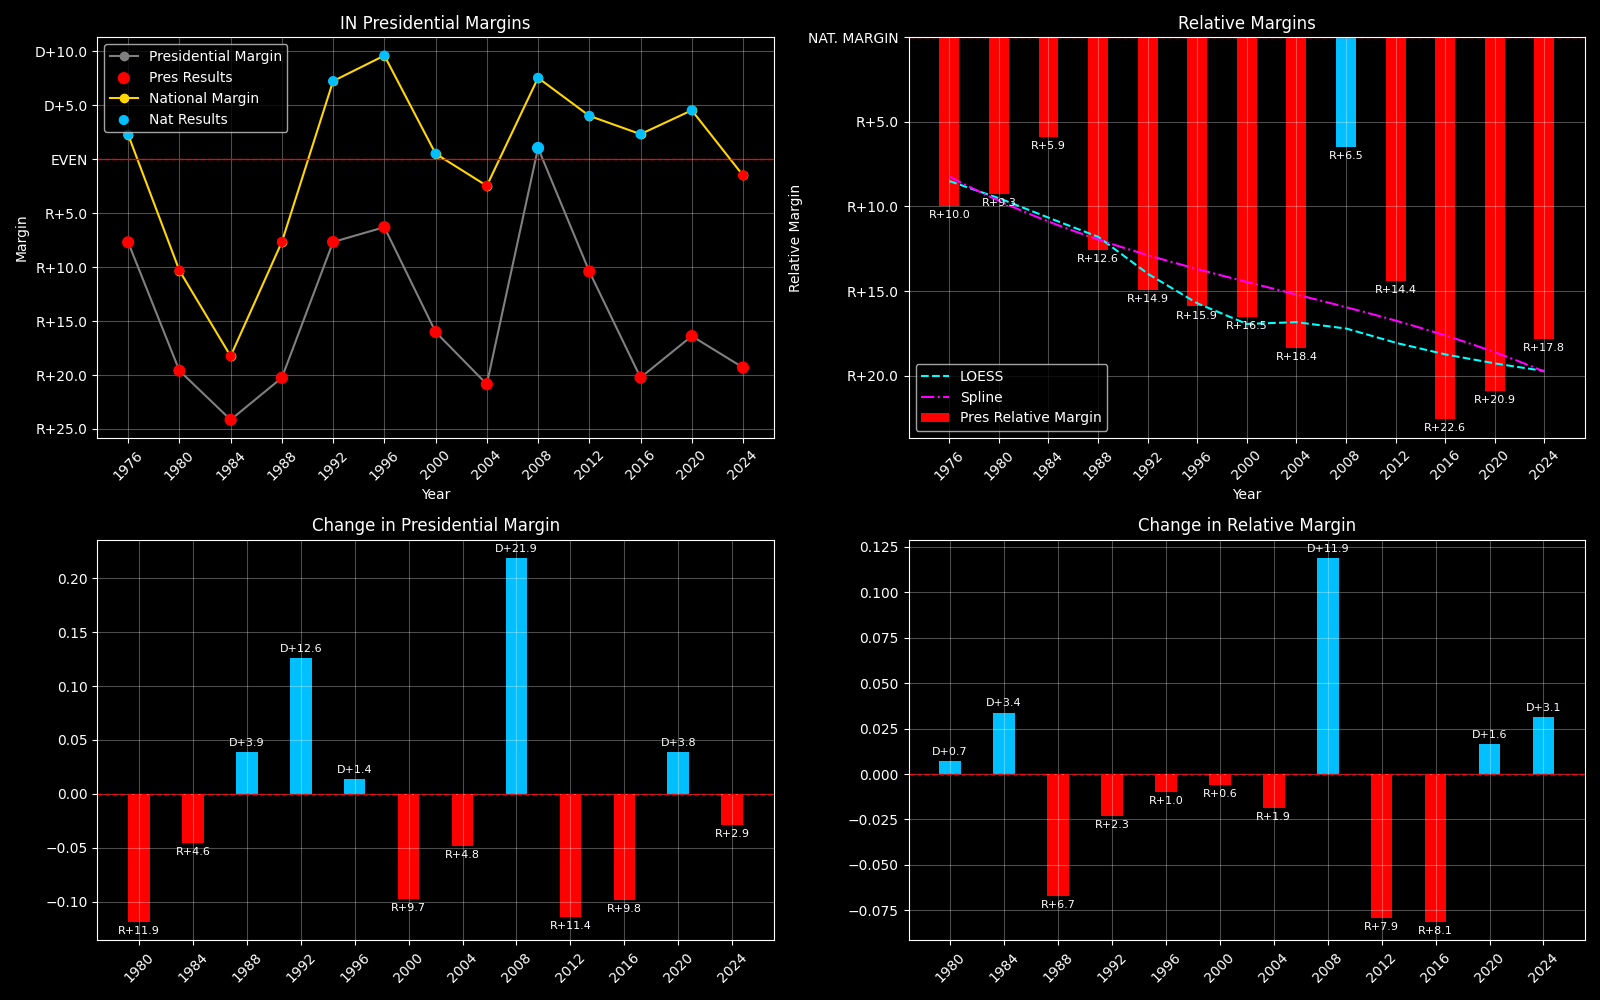 IN Presidential Margins
D+10.0
D+5.0
EVEN
R+5.0
R+10.0
R+15.0
R+20.0
R+25.0
Margin
Presidential Margin
Pres Results
National Margin
Nat Results
1976
1980
1984
1988
1992
1996
2000
2004
2008
2012
2016
2020
2024
Year
Relative Margins
NAT. MARGIN
R+5.0
R+10.0
R+15.0
R+20.0
Relative Margin
R+10.0
R+9.3
R+5.9
R+12.6
R+14.9
R+15.9
R+16.5
R+18.4
R+6.5
R+14.4
R+22.6
R+20.9
R+17.8
LOESS
Spline
Pres Relative Margin
1976
1980
1984
1988
1992
1996
2000
2004
2008
2012
2016
2020
2024
Year
Change in Presidential Margin
0.20
0.15
0.10
0.05
0.00
−0.05
−0.10
R+11.9
R+4.6
D+3.9
D+12.6
D+1.4
R+9.7
R+4.8
D+21.9
R+11.4
R+9.8
D+3.8
R+2.9
1980
1984
1988
1992
1996
2000
2004
2008
2012
2016
2020
2024
Change in Relative Margin
0.125
0.100
0.075
0.050
0.025
0.000
−0.025
−0.050
−0.075
D+0.7
D+3.4
R+6.7
R+2.3
R+1.0
R+0.6
R+1.9
D+11.9
R+7.9
R+8.1
D+1.6
D+3.1
1980
1984
1988
1992
1996
2000
2004
2008
2012
2016
2020
2024